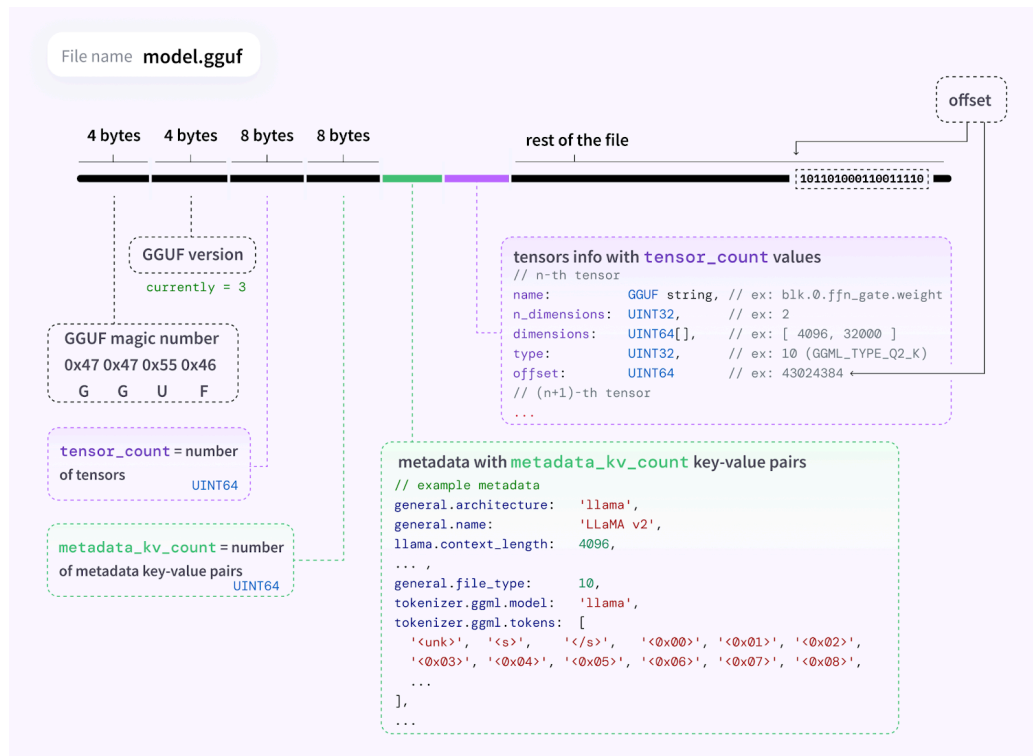 File name model.gguf
offset
4 bytes 4 bytes 8 bytes 8 bytes rest of the file
10110100011001110
GGUF version
currently = 3
GGUF magic number
0x47 0x47 0x55 0x46
G G U F
tensor_count = number
of tensors
UINT64
metadata_kv_count = number
of metadata key-value pairs
UINT64
tensors info with tensor_count values
// n-th tensor
name: GGUF string, // ex: blk.0.ffn_gate.weight
n_dimensions: UINT32, // ex: 2
dimensions: UINT64[], // ex: [ 4096, 32000 ]
type: UINT32, // ex: 10 (GGML_TYPE_Q2_K)
offset: UINT64 // ex: 43024384
// (n+1)-th tensor
...
metadata with metadata_kv_count key-value pairs
// example metadata
general.architecture: 'llama',
general.name: 'LLaMA v2',
llama.context_length: 4096,
... ,
general.file_type: 10,
tokenizer.ggml.model: 'llama',
tokenizer.ggml.tokens: [
'<unk>', '<s>', '</s>', '<0x00>', '<0x01>', '<0x02>',
'<0x03>', '<0x04>', '<0x05>', '<0x06>', '<0x07>', '<0x08>',
...
],
...